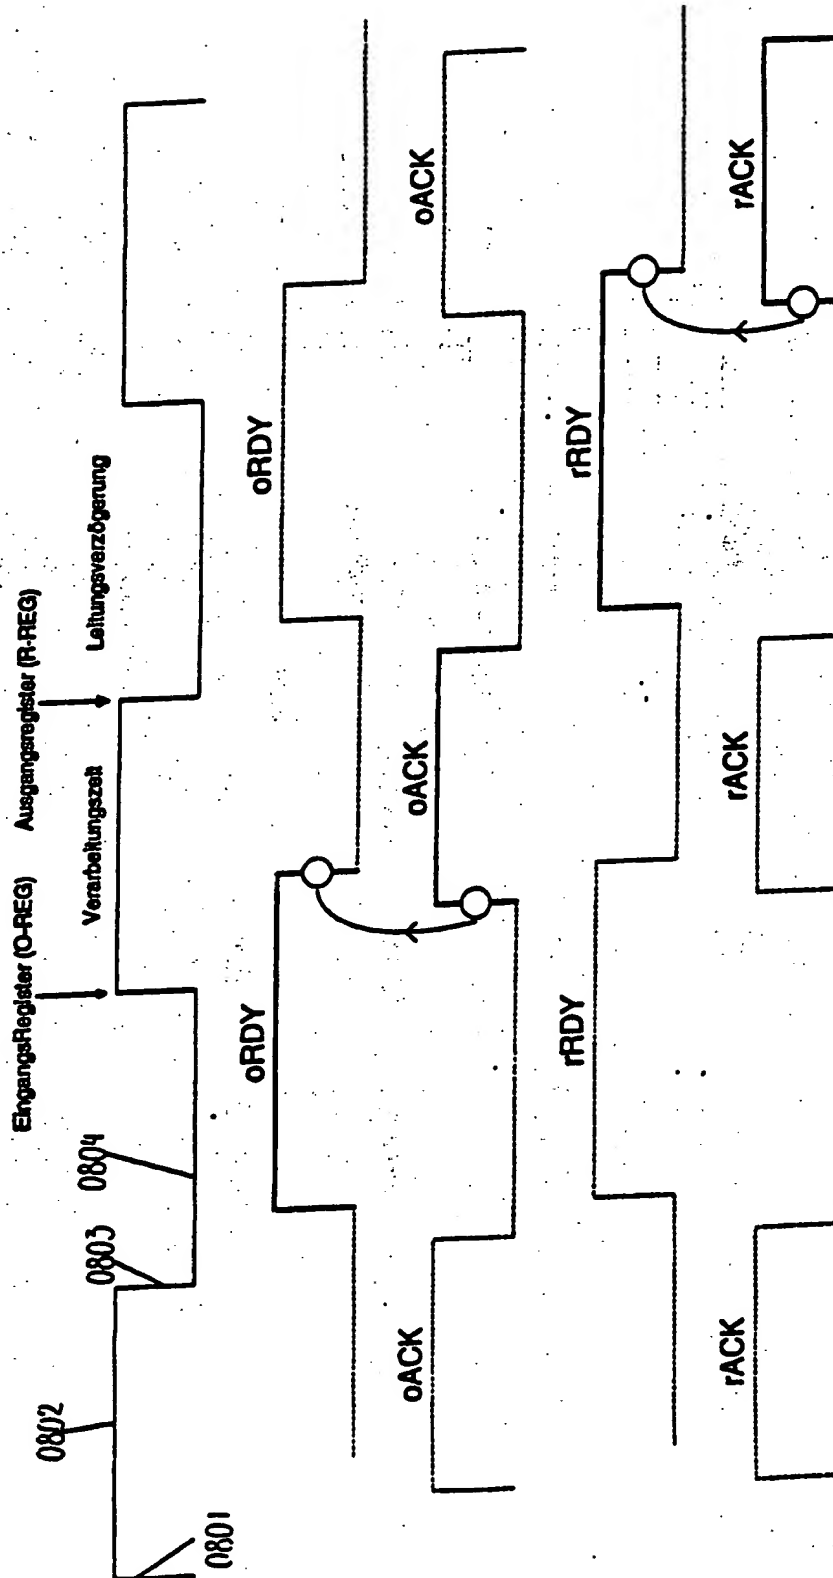 EingangsRegister (O-REG)
Ausgangsregister (R-REG)
Verarbeitungszeit
Leitungsverzögerung
0801
0802
0803
0804
oRDY
oRDY
oACK
oACK
oACK
rRDY
rRDY
rACK
rACK
rACK